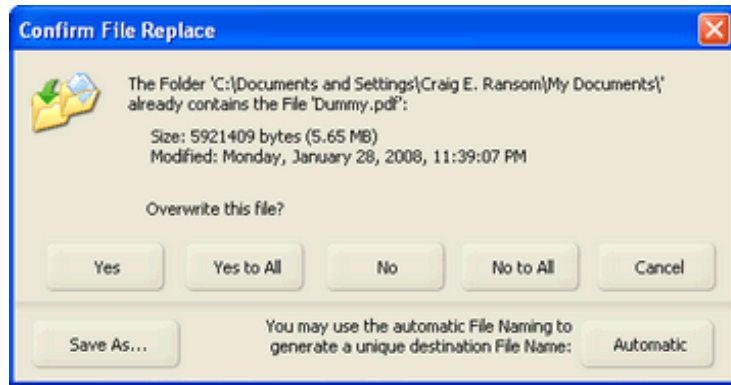 Confirm File Replace
The Folder 'C:\Documents and Settings\Craig E. Ransom\My Documents\'
already contains the File 'Dummy.pdf':
Size: 5921409 bytes (5.65 MB)
Modified: Monday, January 28, 2008, 11:39:07 PM
Overwrite this file?
Yes Yes to All No No to All Cancel
You may use the automatic File Naming to
Save As... generate a unique destination File Name: Automatic